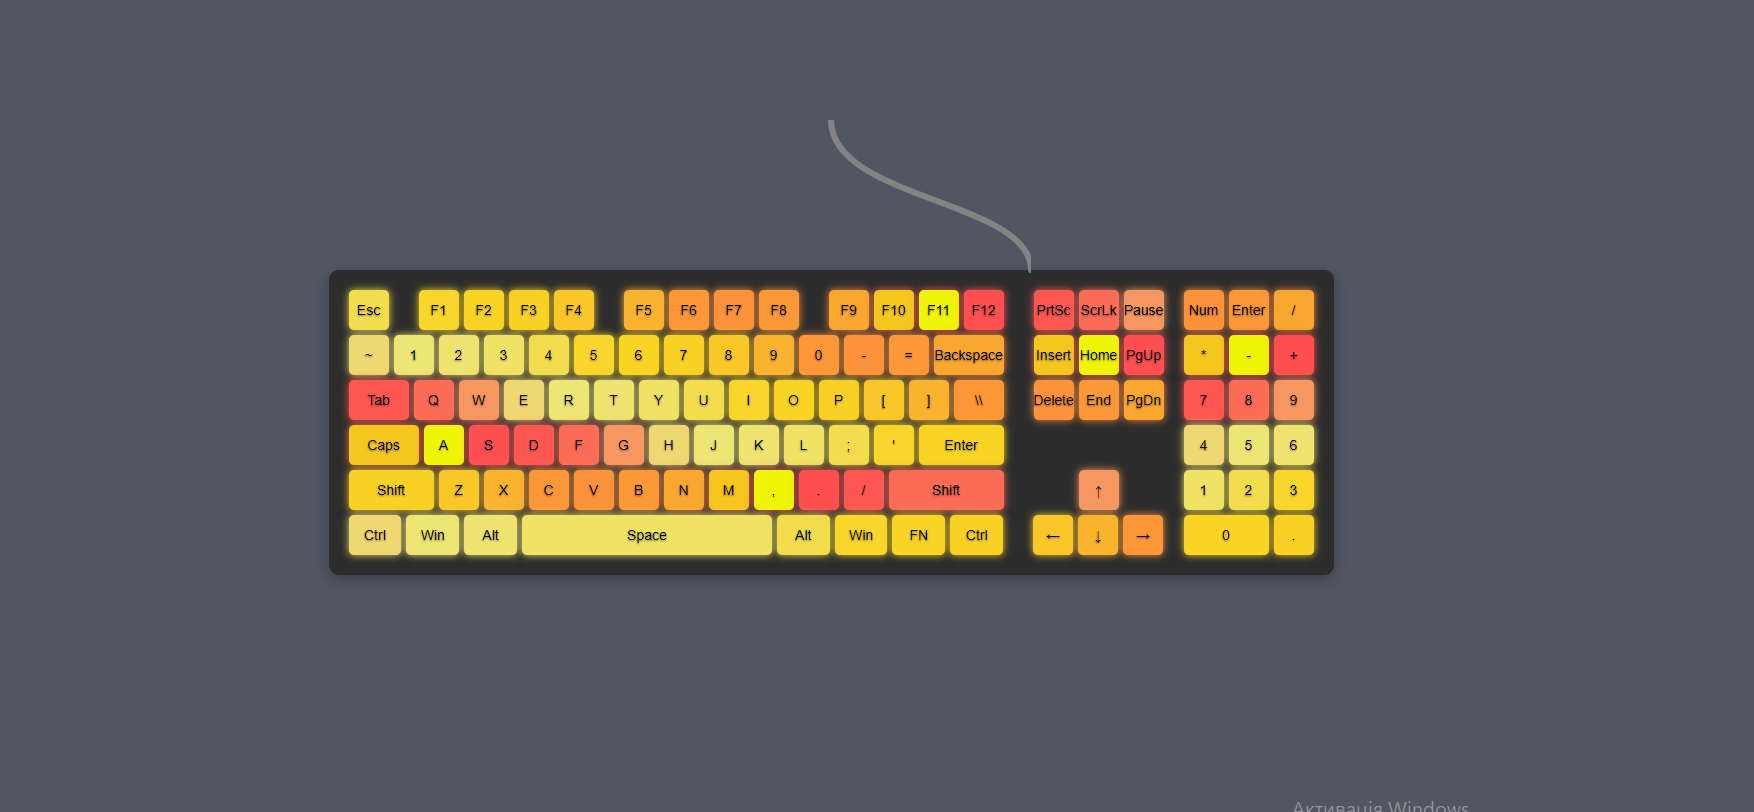 Esc F1 F2 F3 F4 F5 F6 F7 F8 F9 F10 F11 F12 PrtSc ScrLk Pause Num Enter /
~ 1 2 3 4 5 6 7 8 9 0 - = Backspace Insert Home PgUp * - +
Tab Q W E R T Y U I O P [ ] \\ Delete End PgDn 7 8 9
Caps A S D F G H J K L ; ' Enter 4 5 6
Shift Z X C V B N M , . / Shift ↑ 1 2 3
Ctrl Win Alt Space Alt Win FN Ctrl ← ↓ → 0 .
Активація Windows